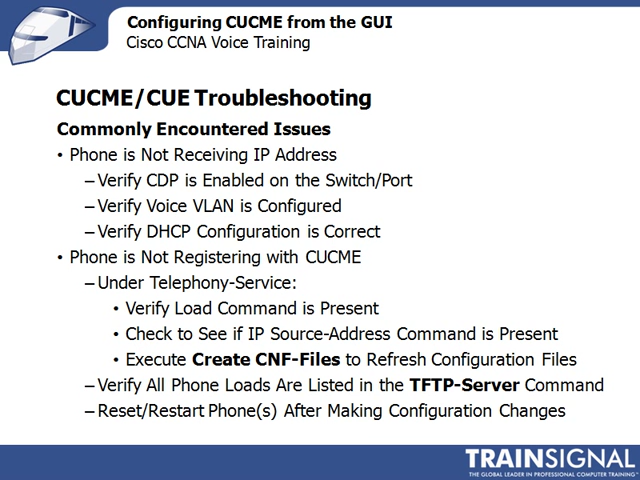 Configuring CUCME from the GUI
Cisco CCNA Voice Training
CUCME/CUE Troubleshooting
Commonly Encountered Issues
• Phone is Not Receiving IP Address
– Verify CDP is Enabled on the Switch/Port
– Verify Voice VLAN is Configured
– Verify DHCP Configuration is Correct
• Phone is Not Registering with CUCME
– Under Telephony-Service:
• Verify Load Command is Present
• Check to See if IP Source-Address Command is Present
• Execute Create CNF-Files to Refresh Configuration Files
– Verify All Phone Loads Are Listed in the TFTP-Server Command
– Reset/Restart Phone(s) After Making Configuration Changes
TRAINSIGNAL
THE GLOBAL LEADER IN PROFESSIONAL COMPUTER TRAINING